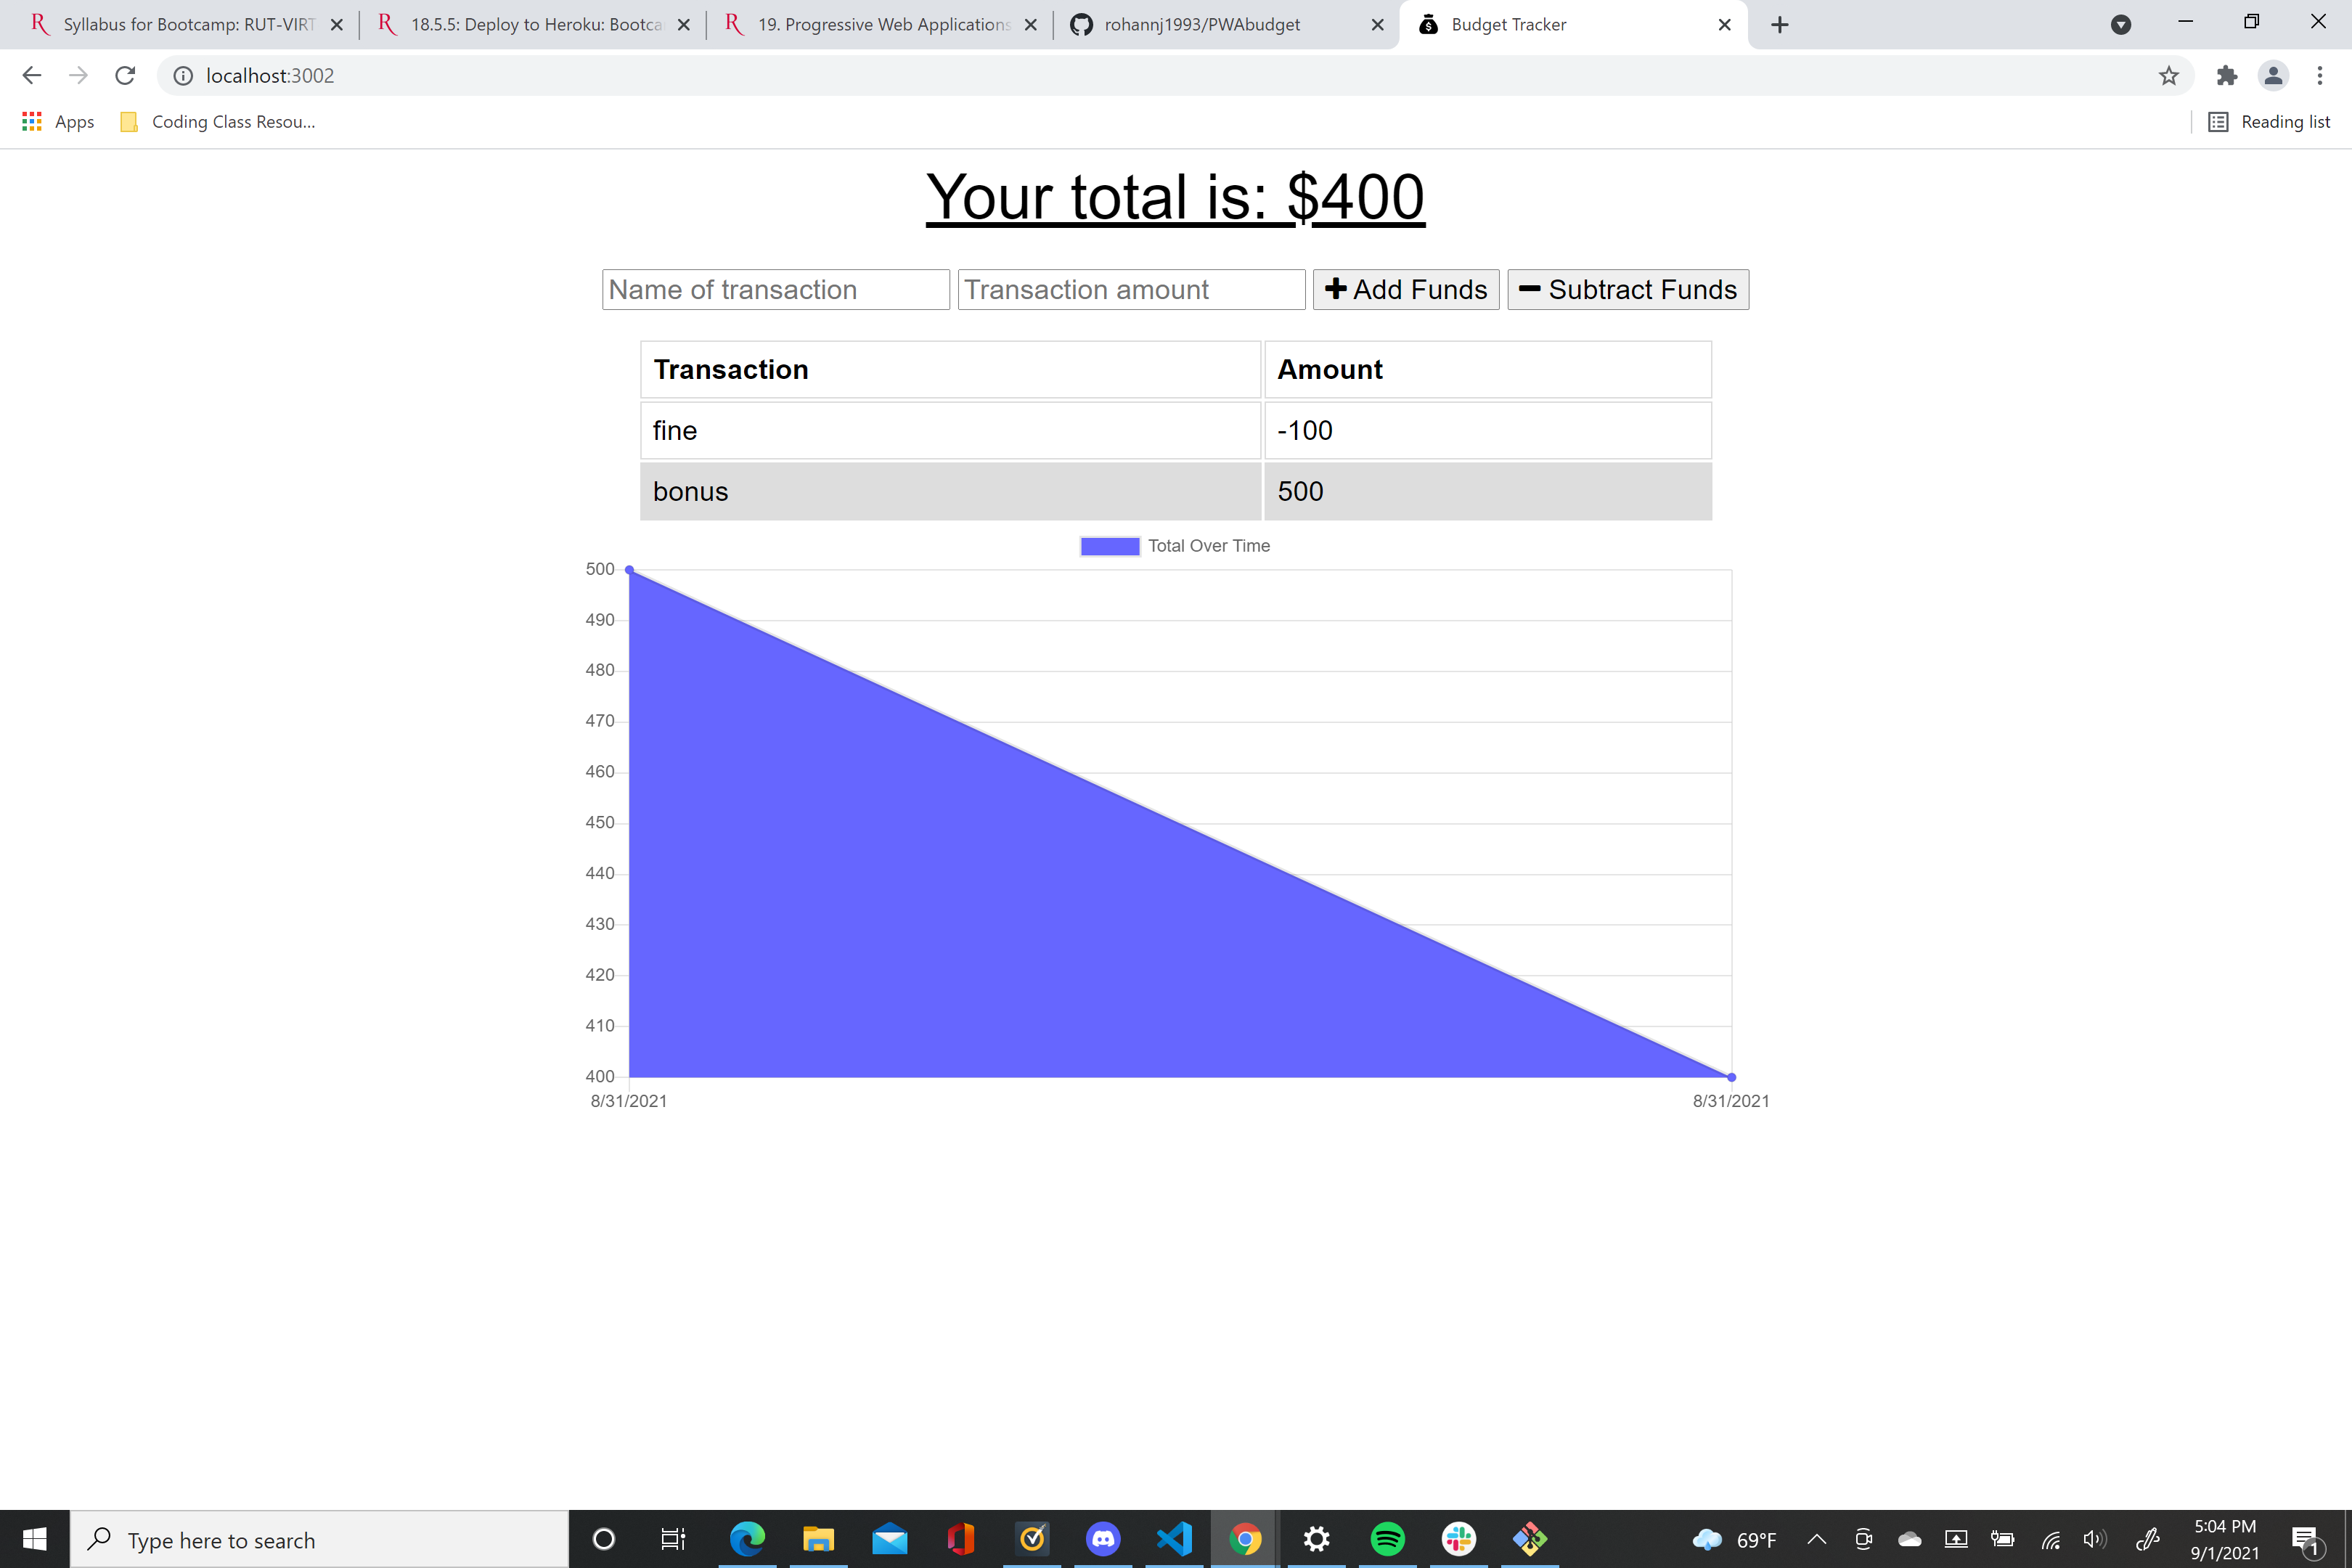 Syllabus for Bootcamp: RUT-VIRT
18.5.5: Deploy to Heroku: Bootca
19. Progressive Web Applications
rohannj1993/PWAbudget
Budget Tracker
localhost:3002
Apps
Coding Class Resou...
Reading list
Your total is: $400
Name of transaction
Transaction amount
Add Funds
Subtract Funds
Transaction Amount
fine -100
bonus 500
Total Over Time
500
490
480
470
460
450
440
430
420
410
400
8/31/2021 8/31/2021
Type here to search
69°F
5:04 PM
9/1/2021
1